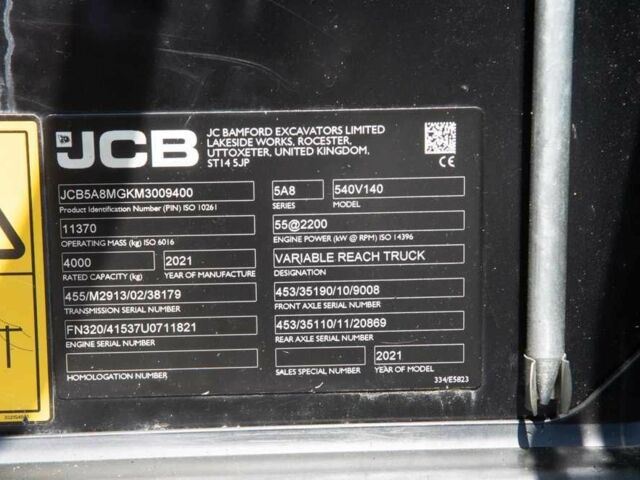 JCB
JC BAMFORD EXCAVATORS LIMITED
LAKESIDE WORKS, ROCESTER,
UTTOXETER, UNITED KINGDOM,
ST14 5JP
CE
JCB5A8MGKM3009400
Product Identification Number (PIN) ISO 10261
5A8 540V140
SERIES MODEL
11370
OPERATING MASS (kg) ISO 6016
55@2200
ENGINE POWER (kW @ RPM) ISO 14396
4000 2021
RATED CAPACITY (kg) YEAR OF MANUFACTURE
VARIABLE REACH TRUCK
DESIGNATION
455/M2913/02/38179
TRANSMISSION SERIAL NUMBER
453/35190/10/9008
FRONT AXLE SERIAL NUMBER
FN320/41537U0711821
ENGINE SERIAL NUMBER
453/35110/11/20869
REAR AXLE SERIAL NUMBER
HOMOLOGATION NUMBER
2021
SALES SPECIAL NUMBER YEAR OF MODEL
334/E5823